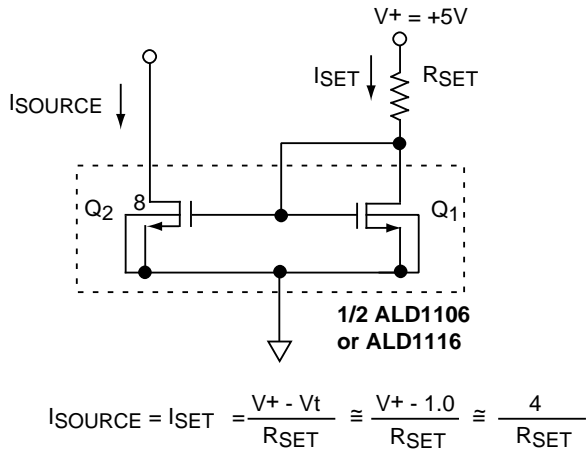 V+ = +5V
ISET
RSET
ISOURCE
Q2
8
Q1
1/2 ALD1106
or ALD1116
ISOURCE = ISET = V+ - Vt / RSET ≅ V+ - 1.0 / RSET ≅ 4 / RSET